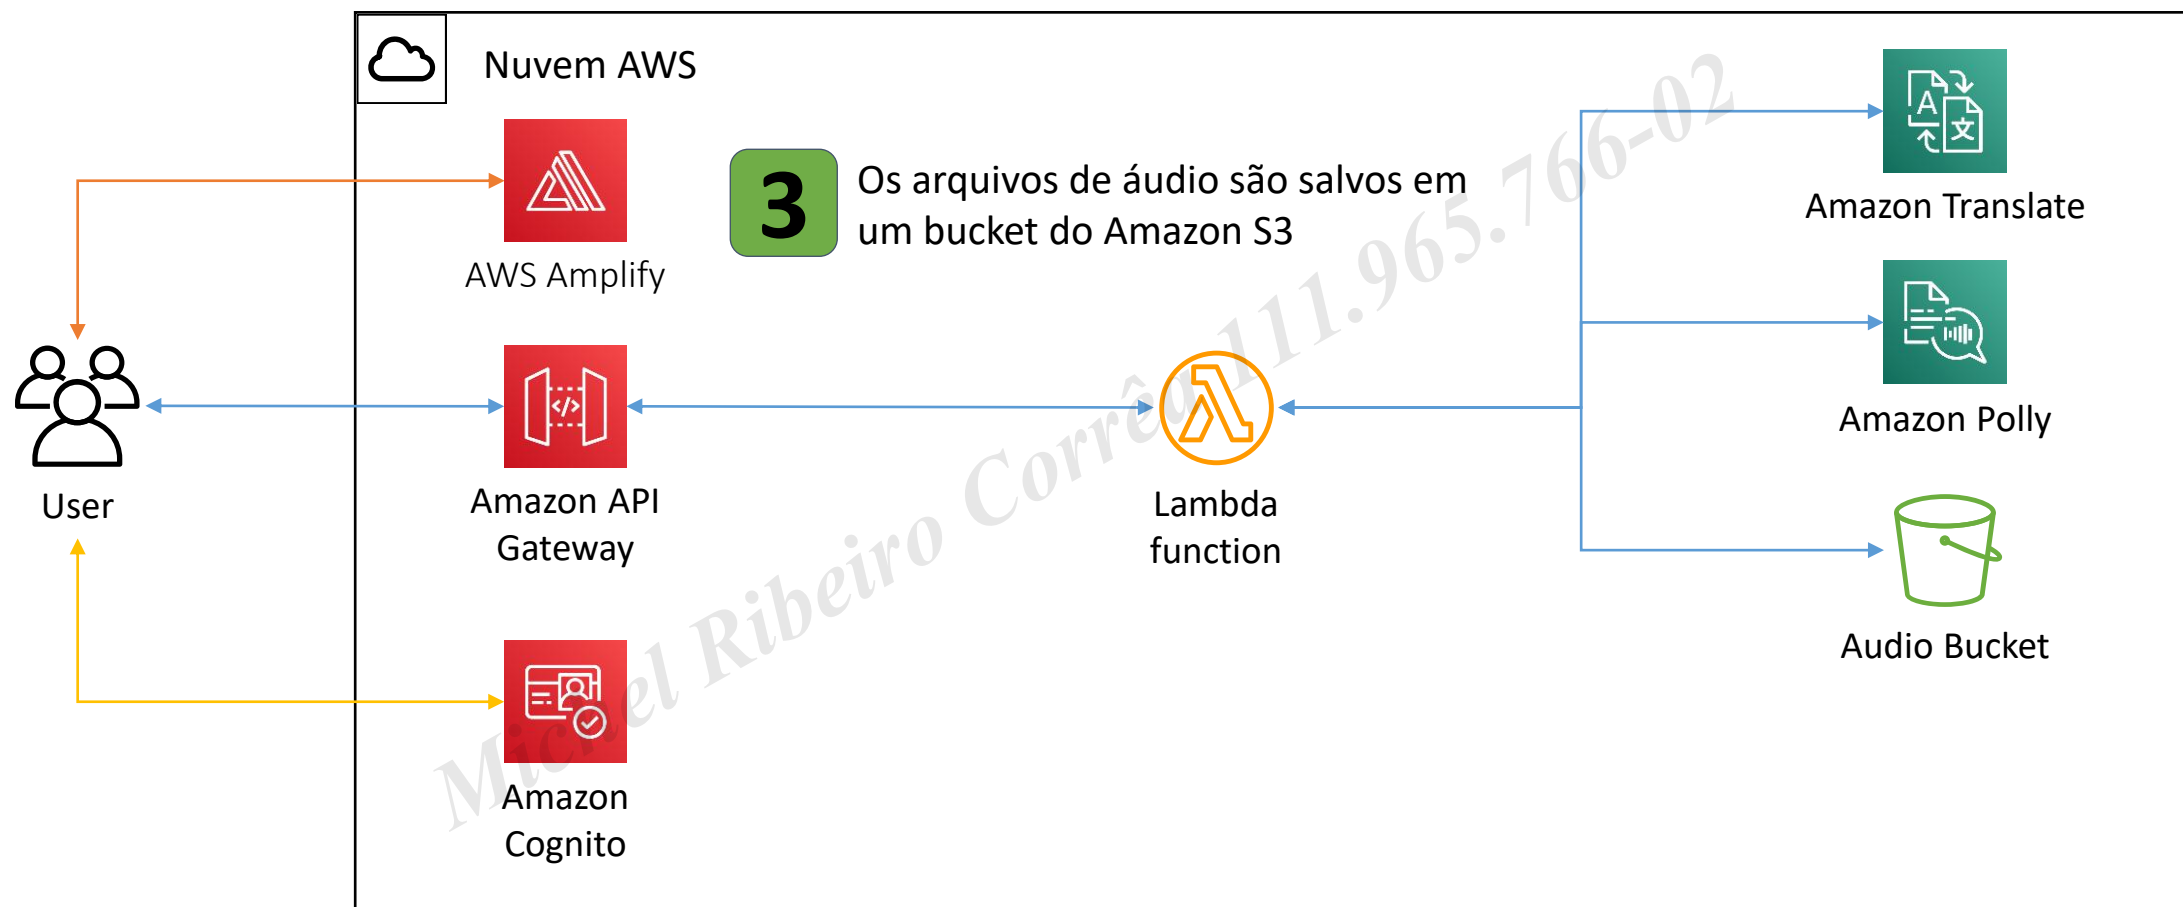 Nuvem AWS
AWS Amplify
3
Os arquivos de áudio são salvos em
um bucket do Amazon S3
Amazon Translate
Amazon Polly
User
Amazon API
Gateway
Lambda
function
Audio Bucket
Amazon
Cognito
Michel Ribeiro Corrêa 111.965.766-02